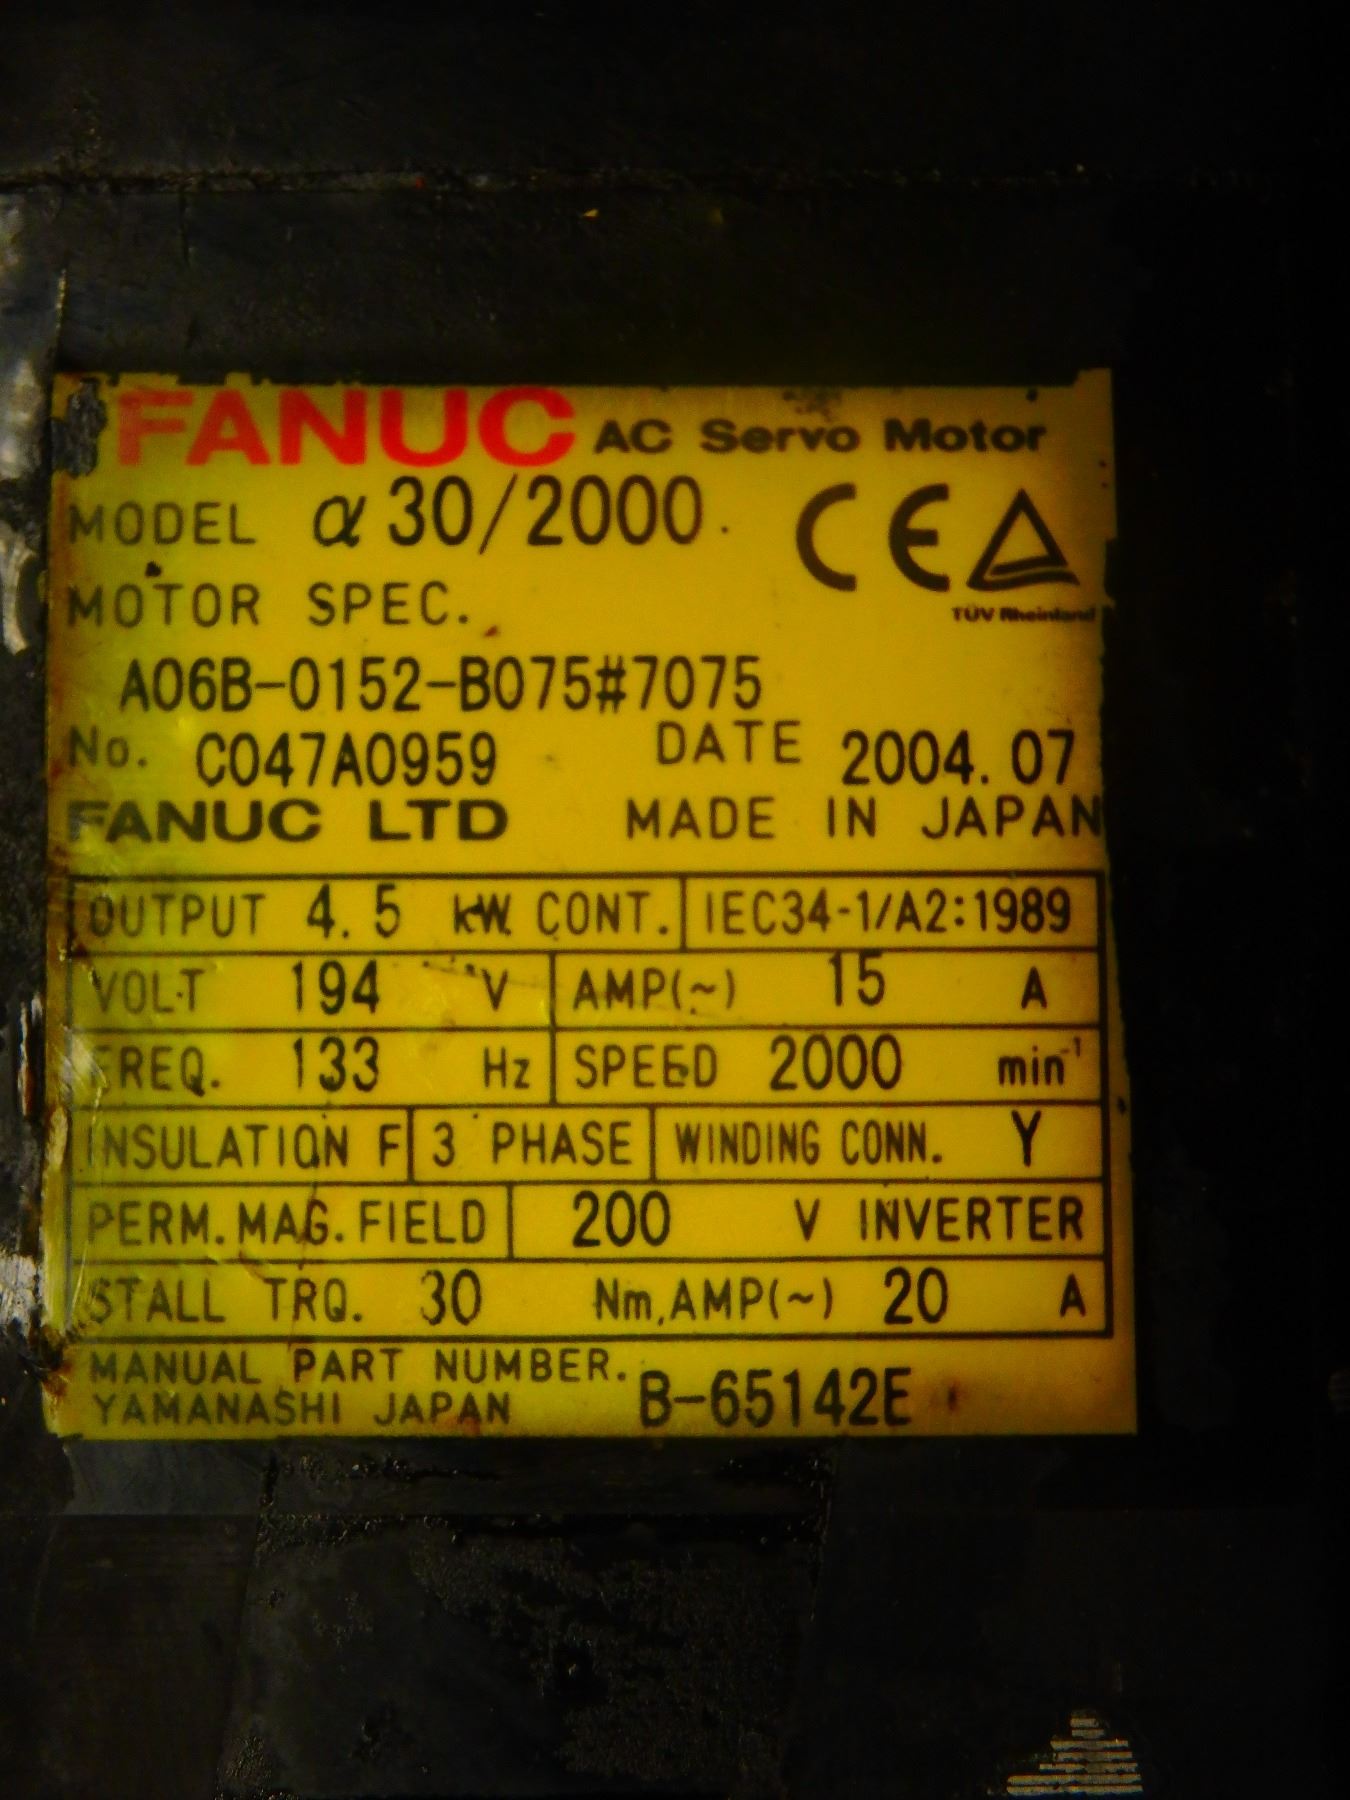 FANUC AC Servo Motor
MODEL α 30/2000
CE
TÜV Rheinland
MOTOR SPEC.
A06B-0152-B075#7075
No. C047A0959 DATE 2004.07
FANUC LTD MADE IN JAPAN
OUTPUT 4.5 kW CONT. IEC34-1/A2:1989
VOLT 194 V AMP(~) 15 A
FREQ. 133 Hz SPEED 2000 min⁻¹
INSULATION F 3 PHASE WINDING CONN. Y
PERM.MAG.FIELD 200 V INVERTER
STALL TRQ. 30 Nm,AMP(~) 20 A
MANUAL PART NUMBER. B-65142E
YAMANASHI JAPAN